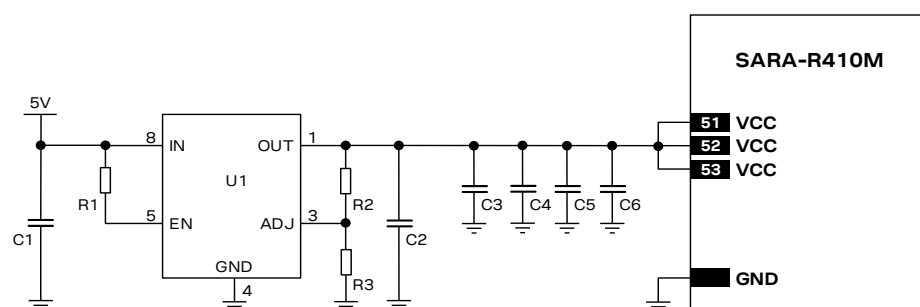 SARA-R410M
5V
51 VCC
8 IN OUT 1
52 VCC
53 VCC
U1
R1
R2
C3 C4 C5 C6
5 EN ADJ 3
C1
C2
GND
R3
4
GND